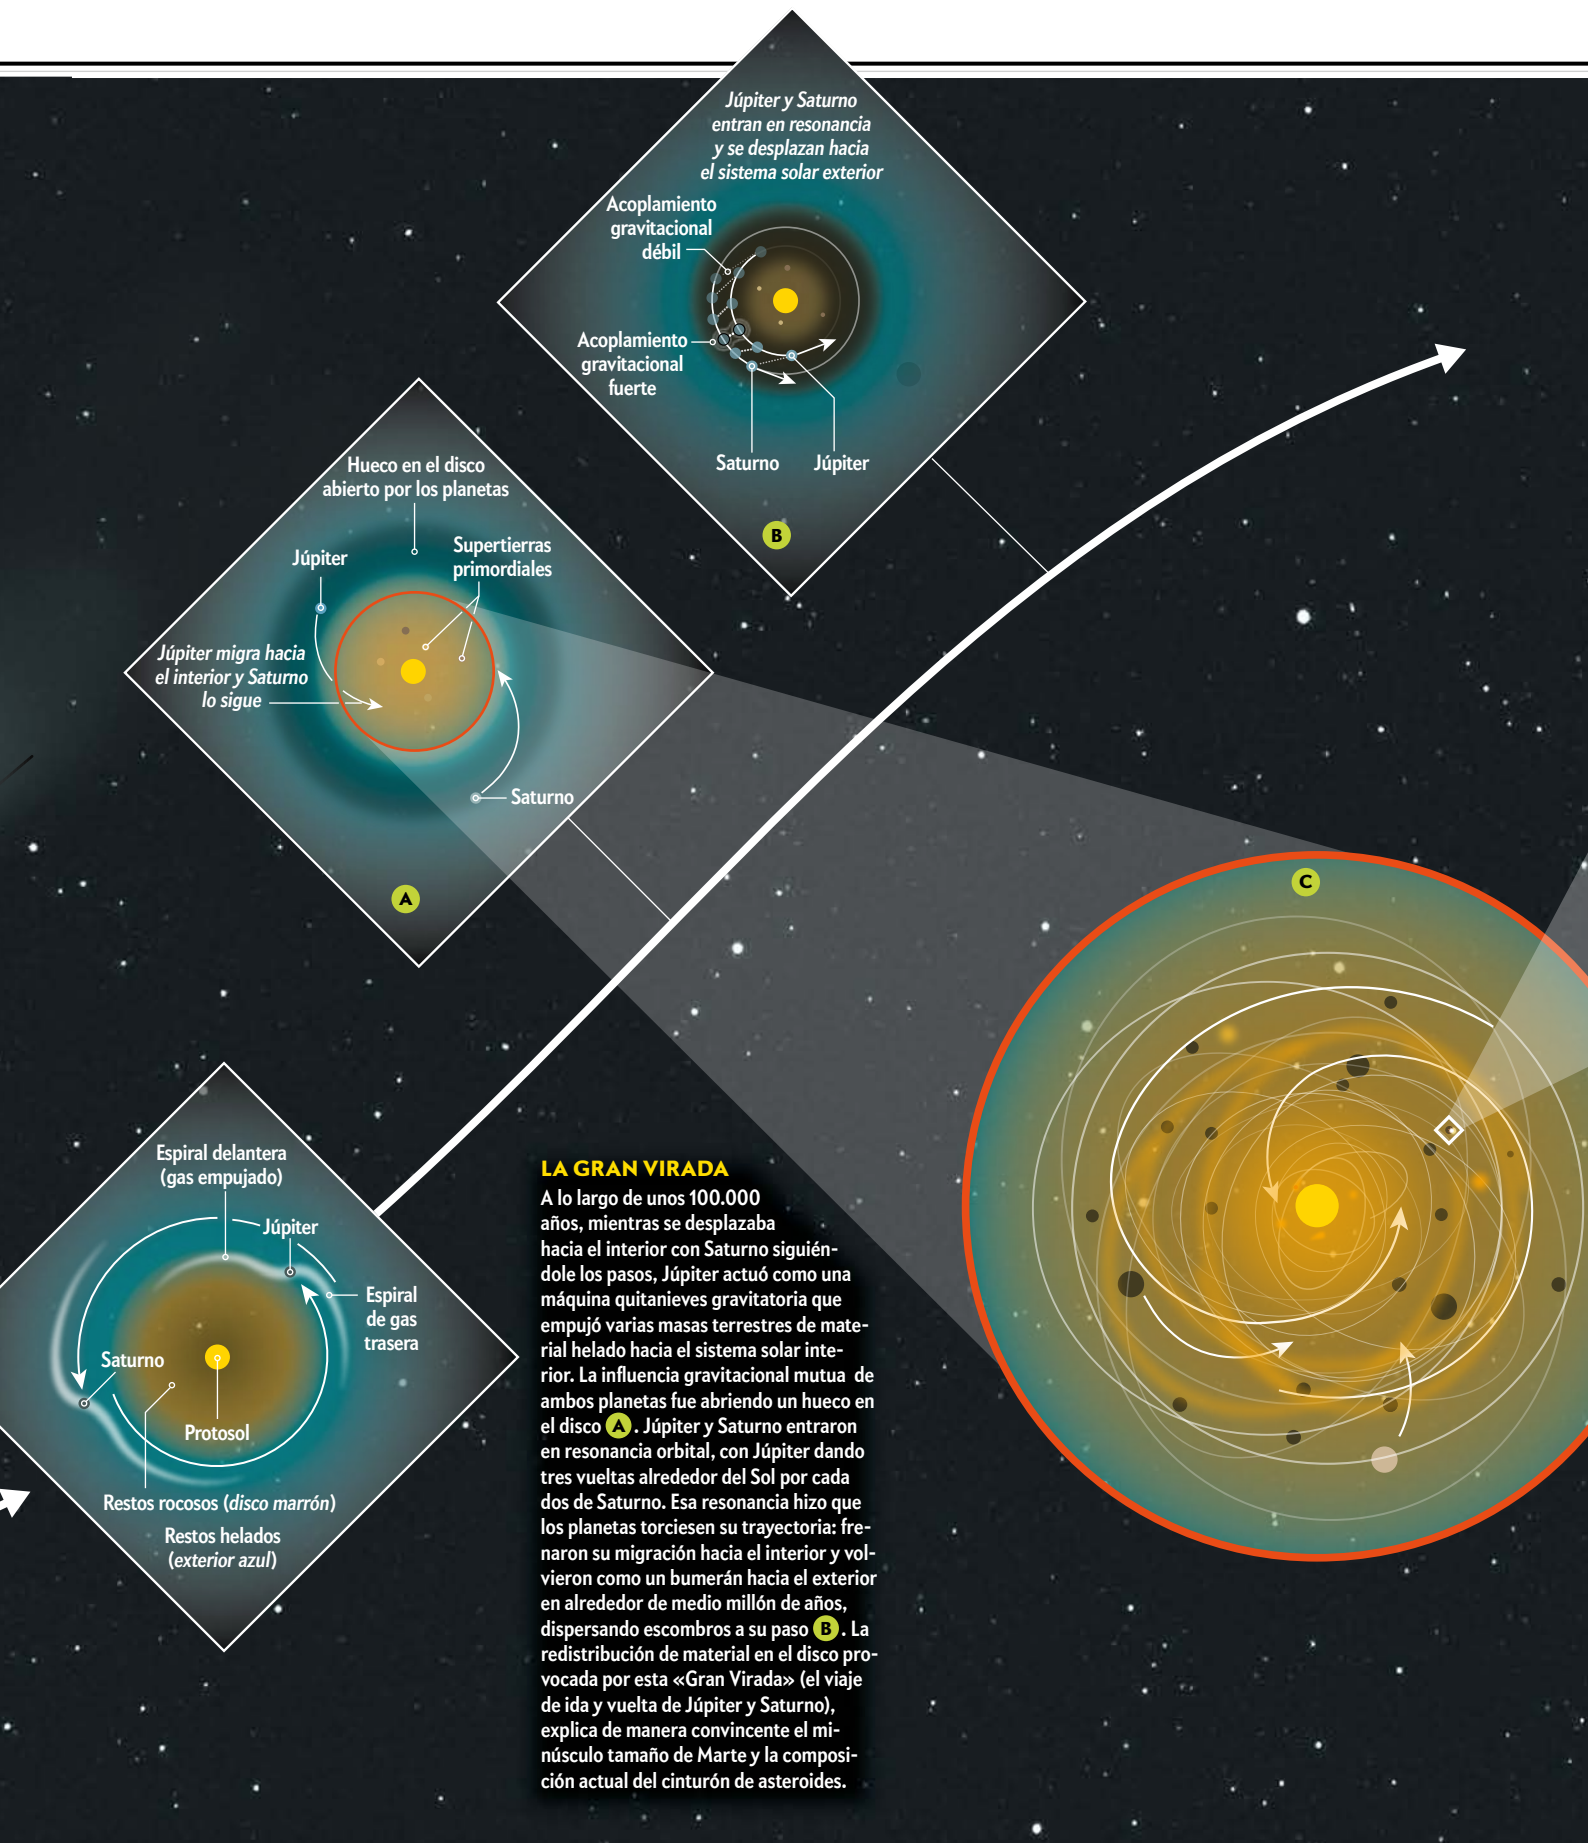 Júpiter y Saturno
entran en resonancia
y se desplazan hacia
el sistema solar exterior
Acoplamiento
gravitacional
débil
Acoplamiento
gravitacional
fuerte
Saturno
Júpiter
B
Hueco en el disco
abierto por los planetas
Júpiter
Supertierras
primordiales
Júpiter migra hacia
el interior y Saturno
lo sigue
Saturno
A
C
Espiral delantera
(gas empujado)
Júpiter
Espiral
de gas
trasera
Saturno
Protosol
Restos rocosos (disco marrón)
Restos helados
(exterior azul)
LA GRAN VIRADA
A lo largo de unos 100.000
años, mientras se desplazaba
hacia el interior con Saturno siguién-
dole los pasos, Júpiter actuó como una
máquina quitanieves gravitatoria que
empujó varias masas terrestres de mate-
rial helado hacia el sistema solar inte-
rior. La influencia gravitacional mutua de
ambos planetas fue abriendo un hueco en
el disco A. Júpiter y Saturno entraron
en resonancia orbital, con Júpiter dando
tres vueltas alrededor del Sol por cada
dos de Saturno. Esa resonancia hizo que
los planetas torciesen su trayectoria: fre-
naron su migración hacia el interior y vol-
vieron como un bumerán hacia el exterior
en alrededor de medio millón de años,
dispersando escombros a su paso B. La
redistribución de material en el disco pro-
vocada por esta «Gran Virada» (el viaje
de ida y vuelta de Júpiter y Saturno),
explica de manera convincente el mi-
núsculo tamaño de Marte y la composi-
ción actual del cinturón de asteroides.